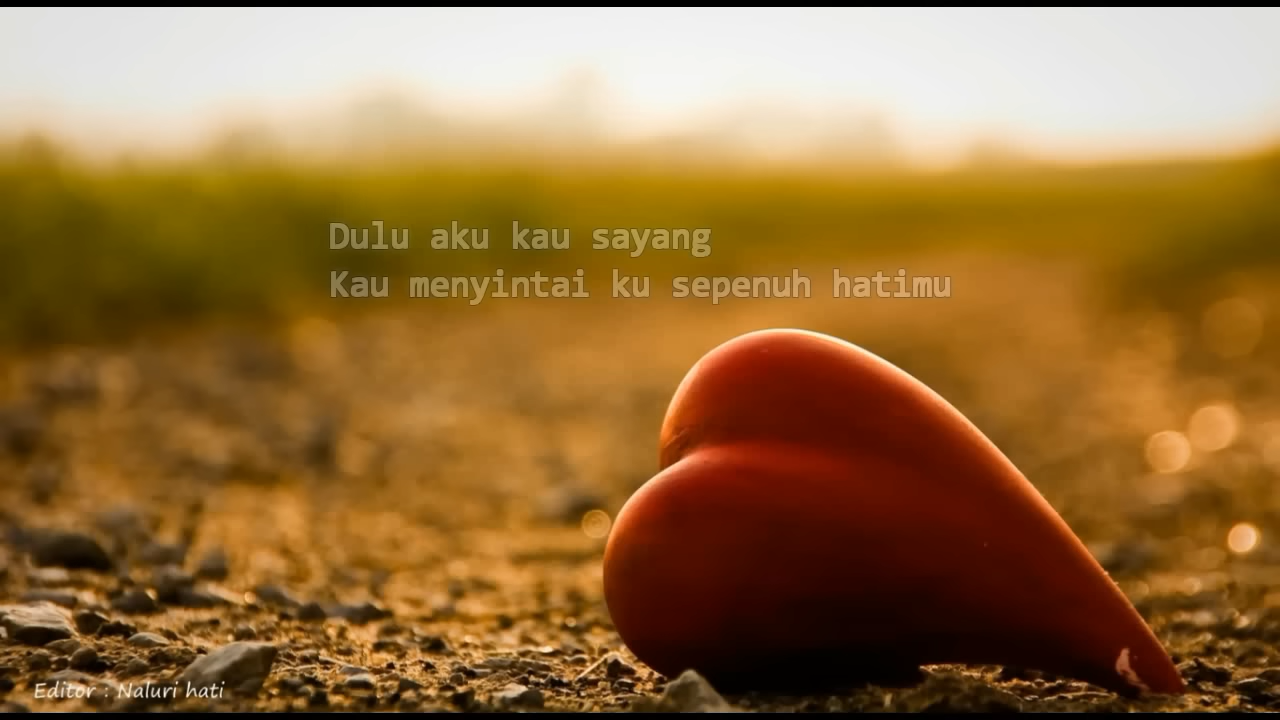 Dulu aku kau sayang
Kau menyintai ku sepenuh hatimu
Editor : Naluri hati